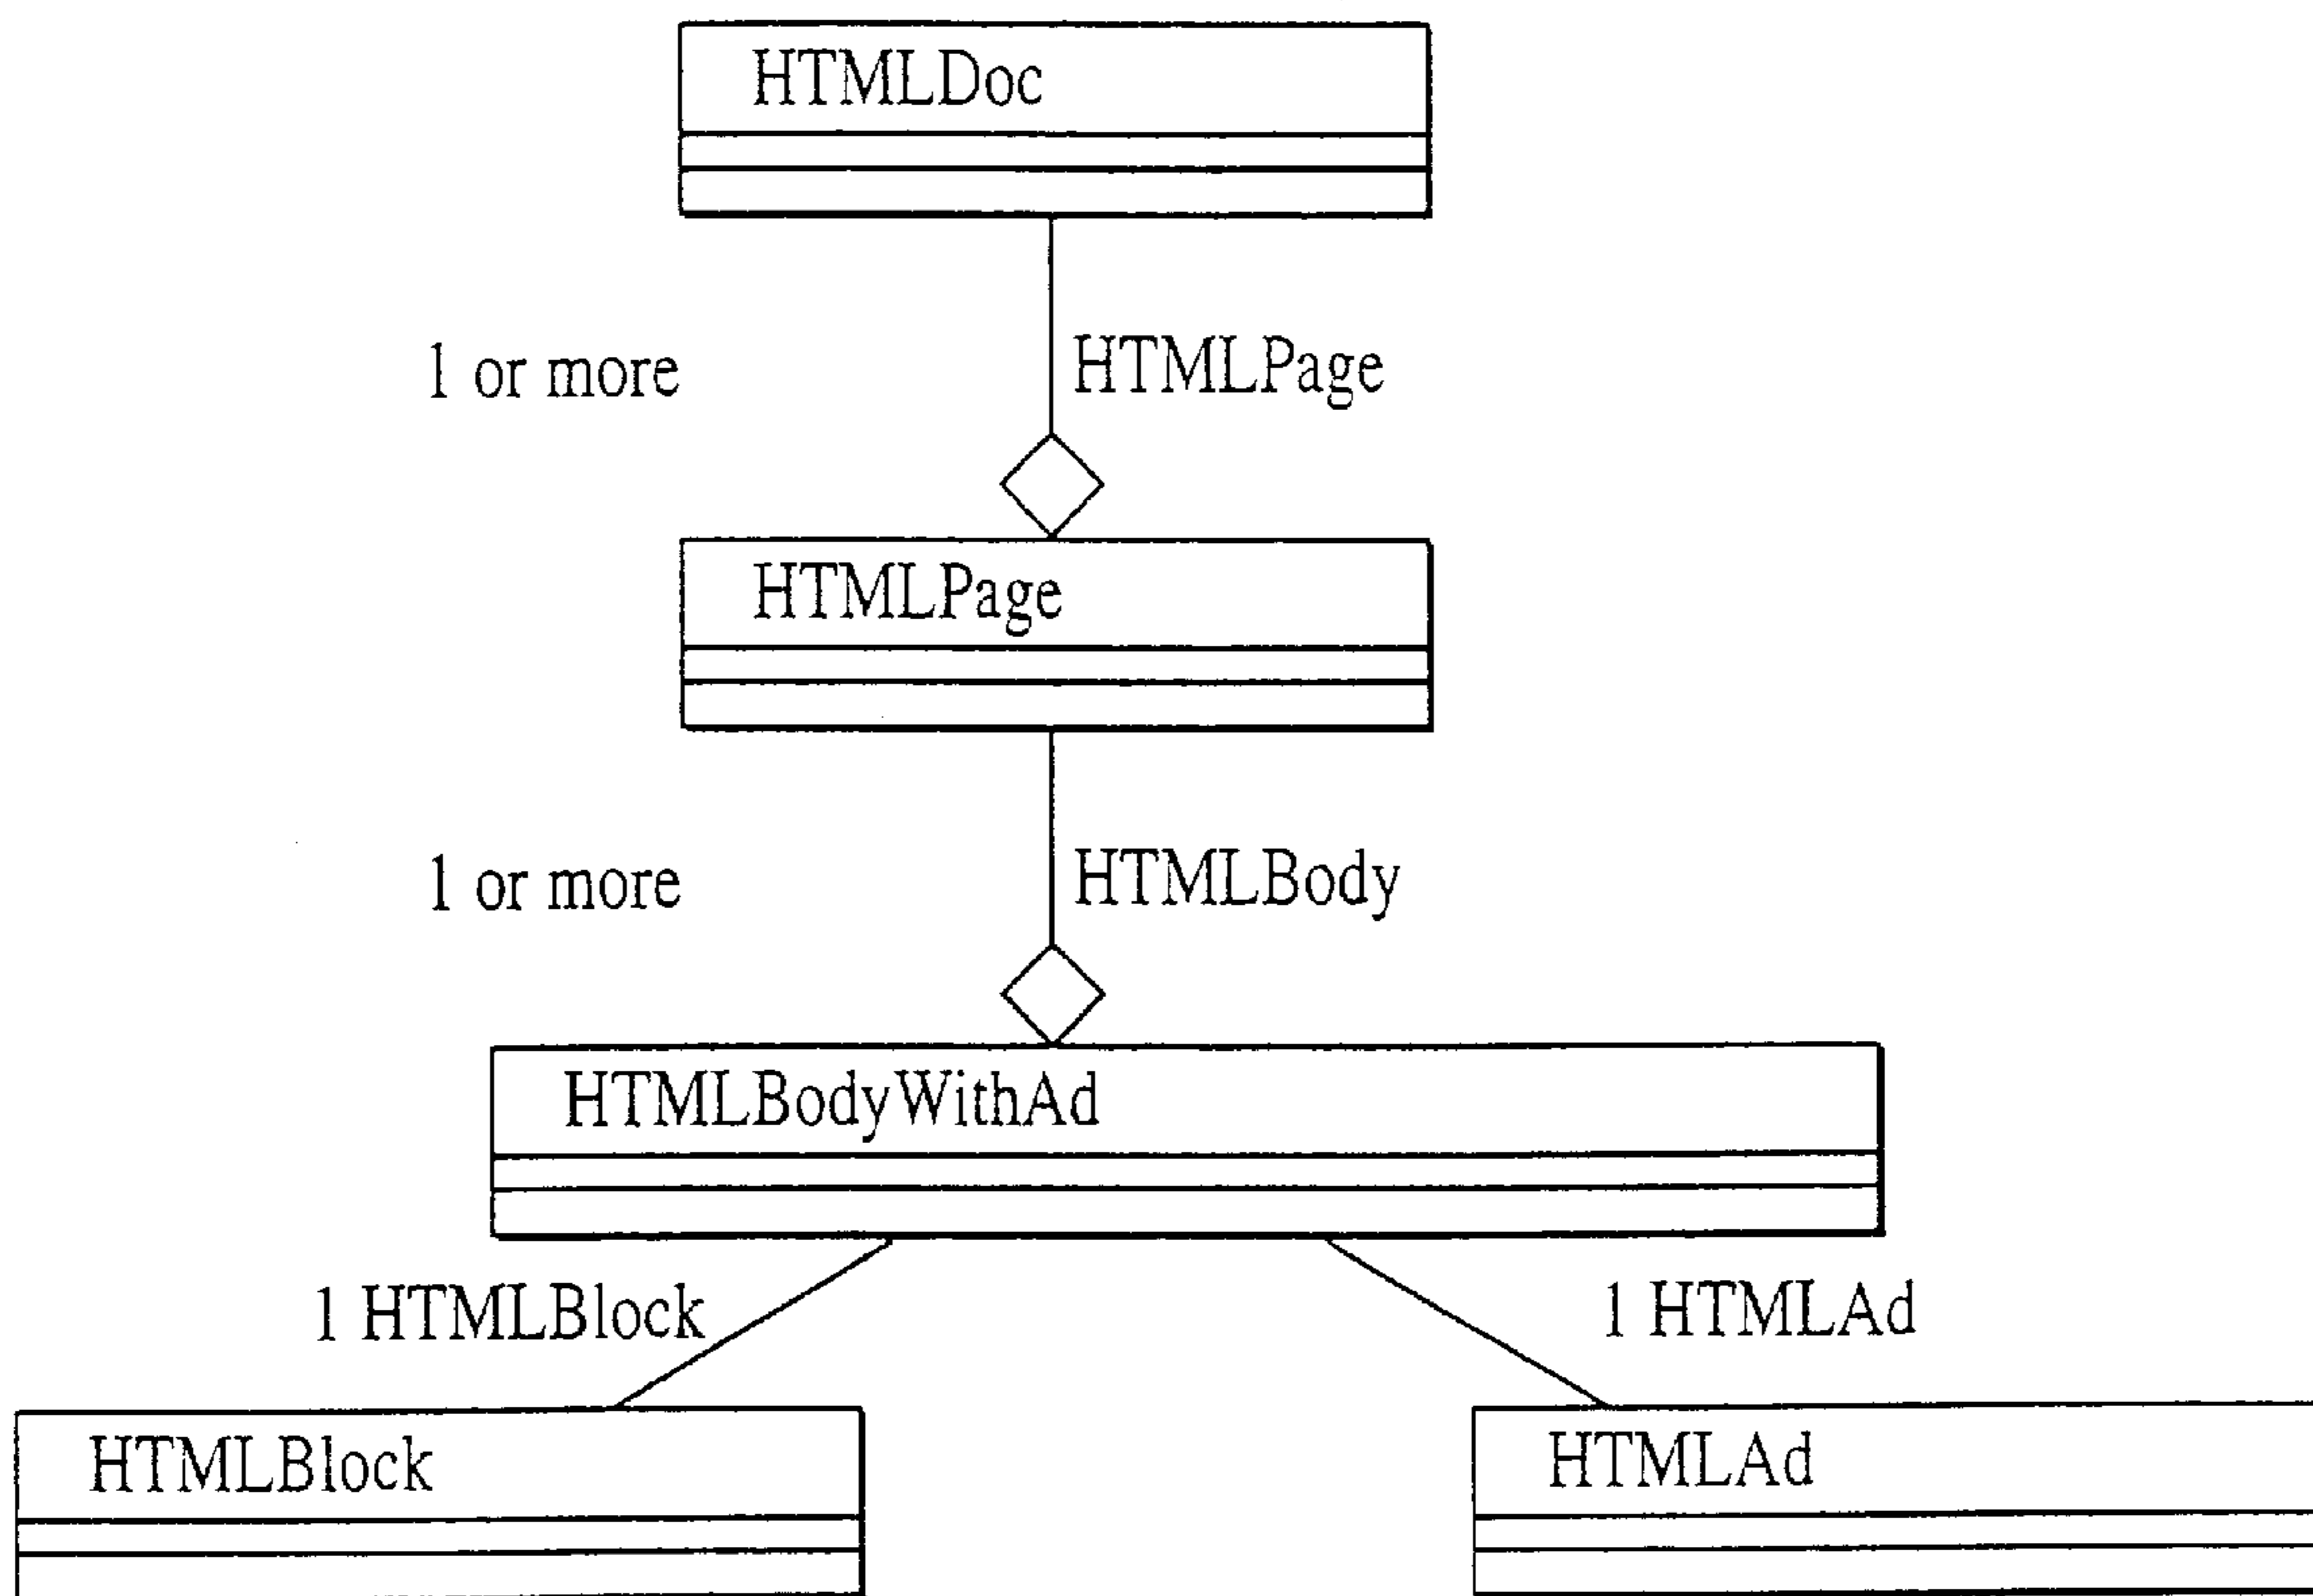 HTMLDoc
1 or more
HTMLPage
HTMLPage
1 or more
HTMLBody
HTMLBodyWithAd
1 HTMLBlock
1 HTMLAd
HTMLBlock
HTMLAd